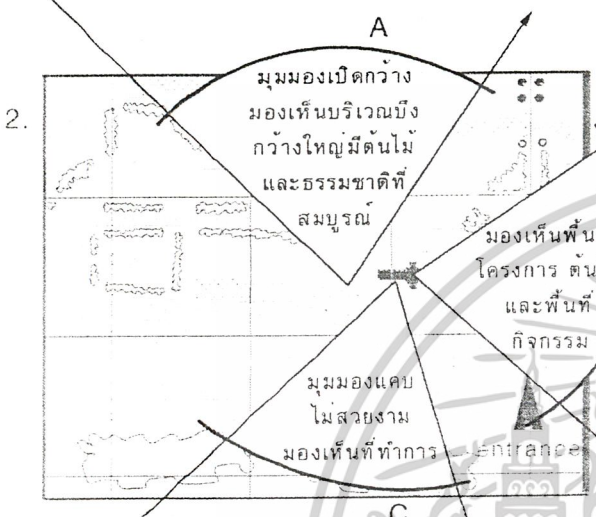 A
2.
มุมมองเปิดกว้าง
มองเห็นบริเวณบึง
กว้างใหญ่มีต้นไม้
และธรรมชาติที่
สมบูรณ์
มองเห็นพื้น
โครงการ ต้น
และพื้นที่
กิจกรรม
มุมมองแคบ
ไม่สวยงาม
มองเห็นที่ทำการ
entrance
C